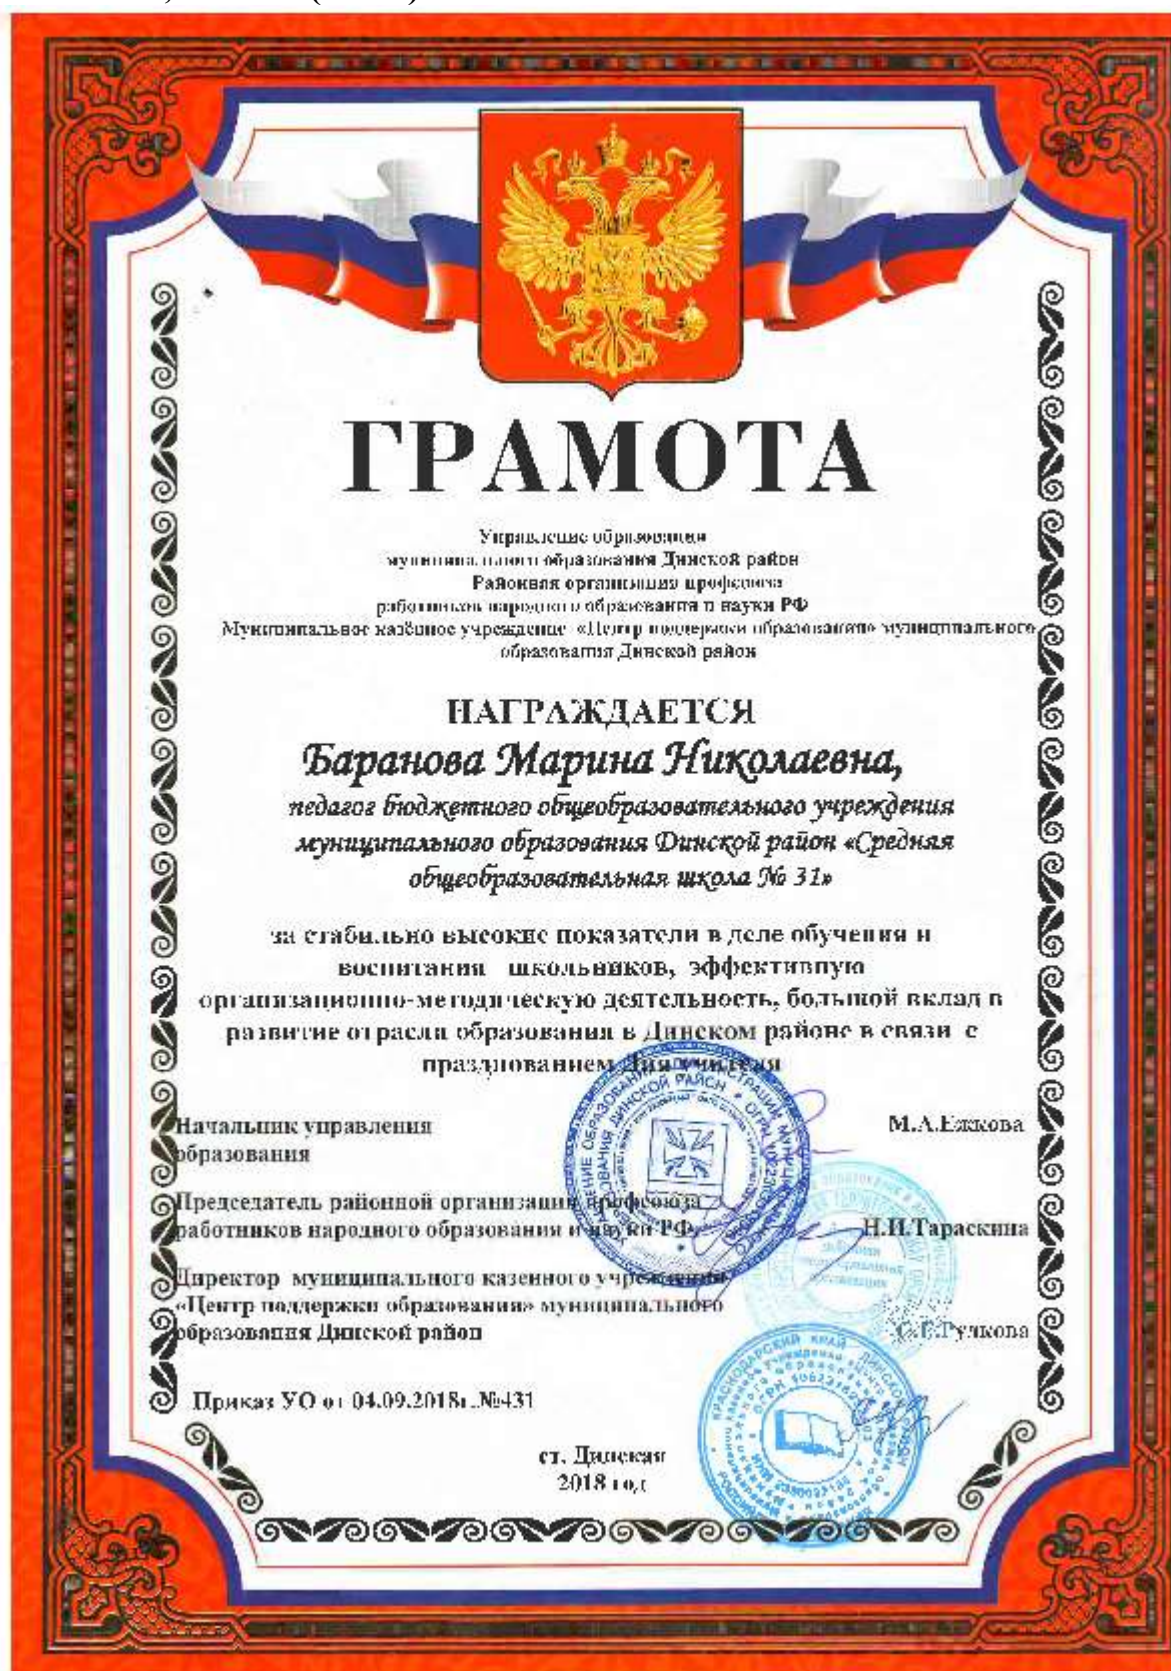 ГРАМОТА
Управление образования
муниципального образования Динской район
Районная организация профсоюза
работников народного образования и науки РФ
Муниципальное казённое учреждение «Центр поддержки образования» муниципального
образования Динской район
НАГРАЖДАЕТСЯ
Баранова Марина Николаевна,
педагог бюджетного общеобразовательного учреждения
муниципального образования Динской район «Средняя
общеобразовательная школа № 31»
за стабильно высокие показатели в деле обучения и
воспитания школьников, эффективную
организационно-методическую деятельность, большой вклад в
развитие отрасли образования в Динском районе в связи с
празднованием Дня учителя
Начальник управления
образования
М.А.Ежкова
Председатель районной организации профсоюза
работников народного образования и науки РФ
Н.И.Тараскина
Директор муниципального казенного учреждения
«Центр поддержки образования» муниципального
образования Динской район
Приказ УО от 04.09.2018г. №431
ст. Динская
2018 год
КРАСНОДАРСКИЙ КРАЙ ДИНСКОЙ РАЙОН